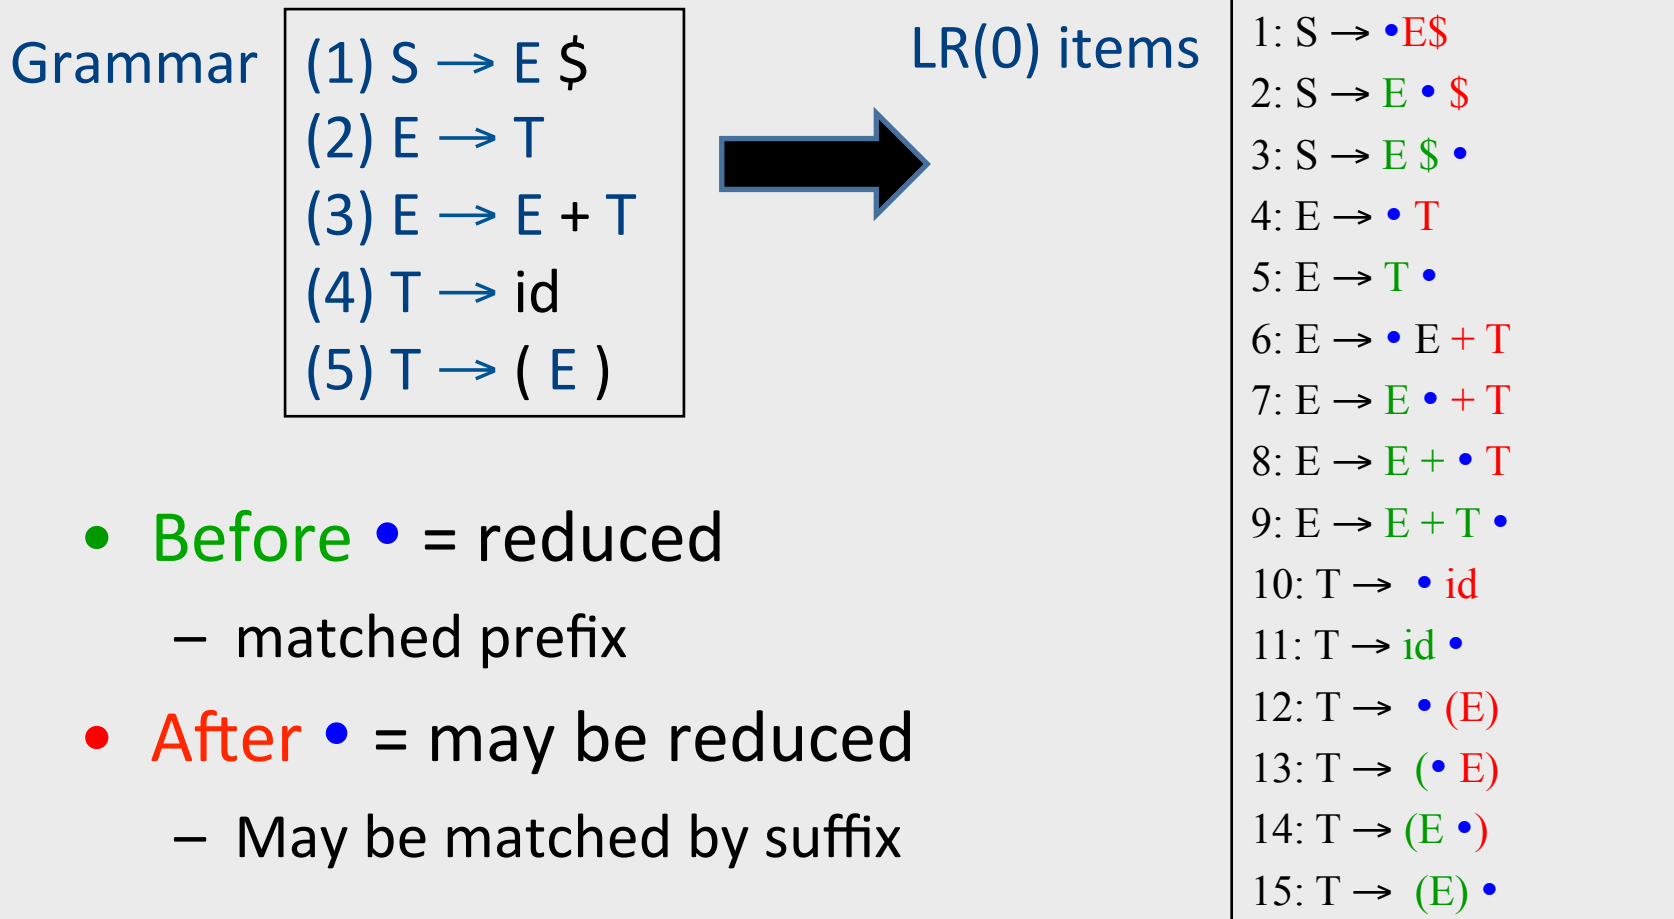 Grammar
(1) S → E $
(2) E → T
(3) E → E + T
(4) T → id
(5) T → ( E )
LR(0) items
1: S → •E$
2: S → E • $
3: S → E $ •
4: E → • T
5: E → T •
6: E → • E + T
7: E → E • + T
8: E → E + • T
9: E → E + T •
10: T → • id
11: T → id •
12: T → • (E)
13: T → (• E)
14: T → (E •)
15: T → (E) •
• Before • = reduced
– matched prefix
• After • = may be reduced
– May be matched by suffix